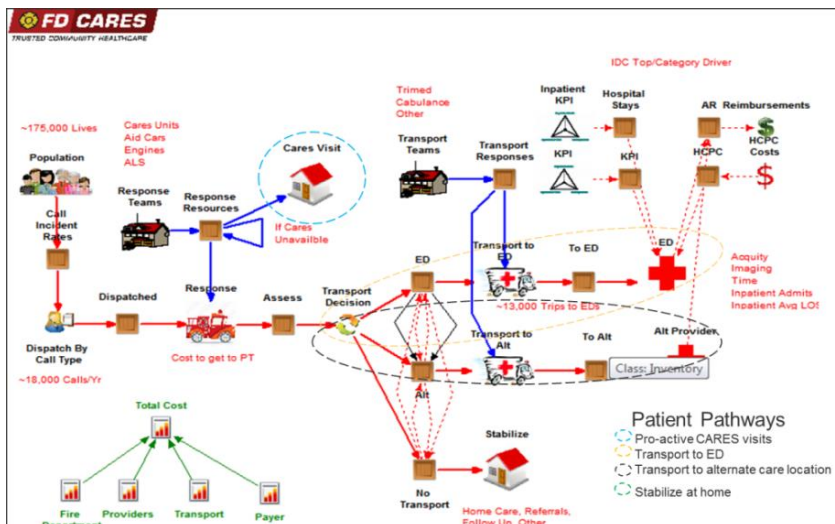 FD CARES
TRUSTED COMMUNITY HEALTHCARE
IDC Top/Category Driver
~175,000 Lives
Population
Cares Units
Aid Cars
Engines
ALS
Response
Teams
Response
Resources
Cares Visit
If Cares
Unavailble
Trimed
Cabulance
Other
Transport
Teams
Transport
Responses
Inpatient
KPI
Hospital
Stays
AR
Reimbursements
KPI
KPI
HCPC
HCPC
Costs
Call
Incident
Rates
Dispatch By
Call Type
~18,000 Calls/Yr
Dispatched
Response
Cost to get to PT
Assess
Transport
Decision
ED
Transport to
ED
~13,000 Trips to EDs
To ED
ED
Acquity
Imaging
Time
Inpatient Admits
Inpatient Avg LOS
Alt
Transport to
Alt
To Alt
Alt Provider
Class: Inventory
No
Transport
Stabilize
Home Care, Referrals,
Follow Up, Other
Total Cost
Fire
Providers
Transport
Payer
Patient Pathways
Pro-active CARES visits
Transport to ED
Transport to alternate care location
Stabilize at home